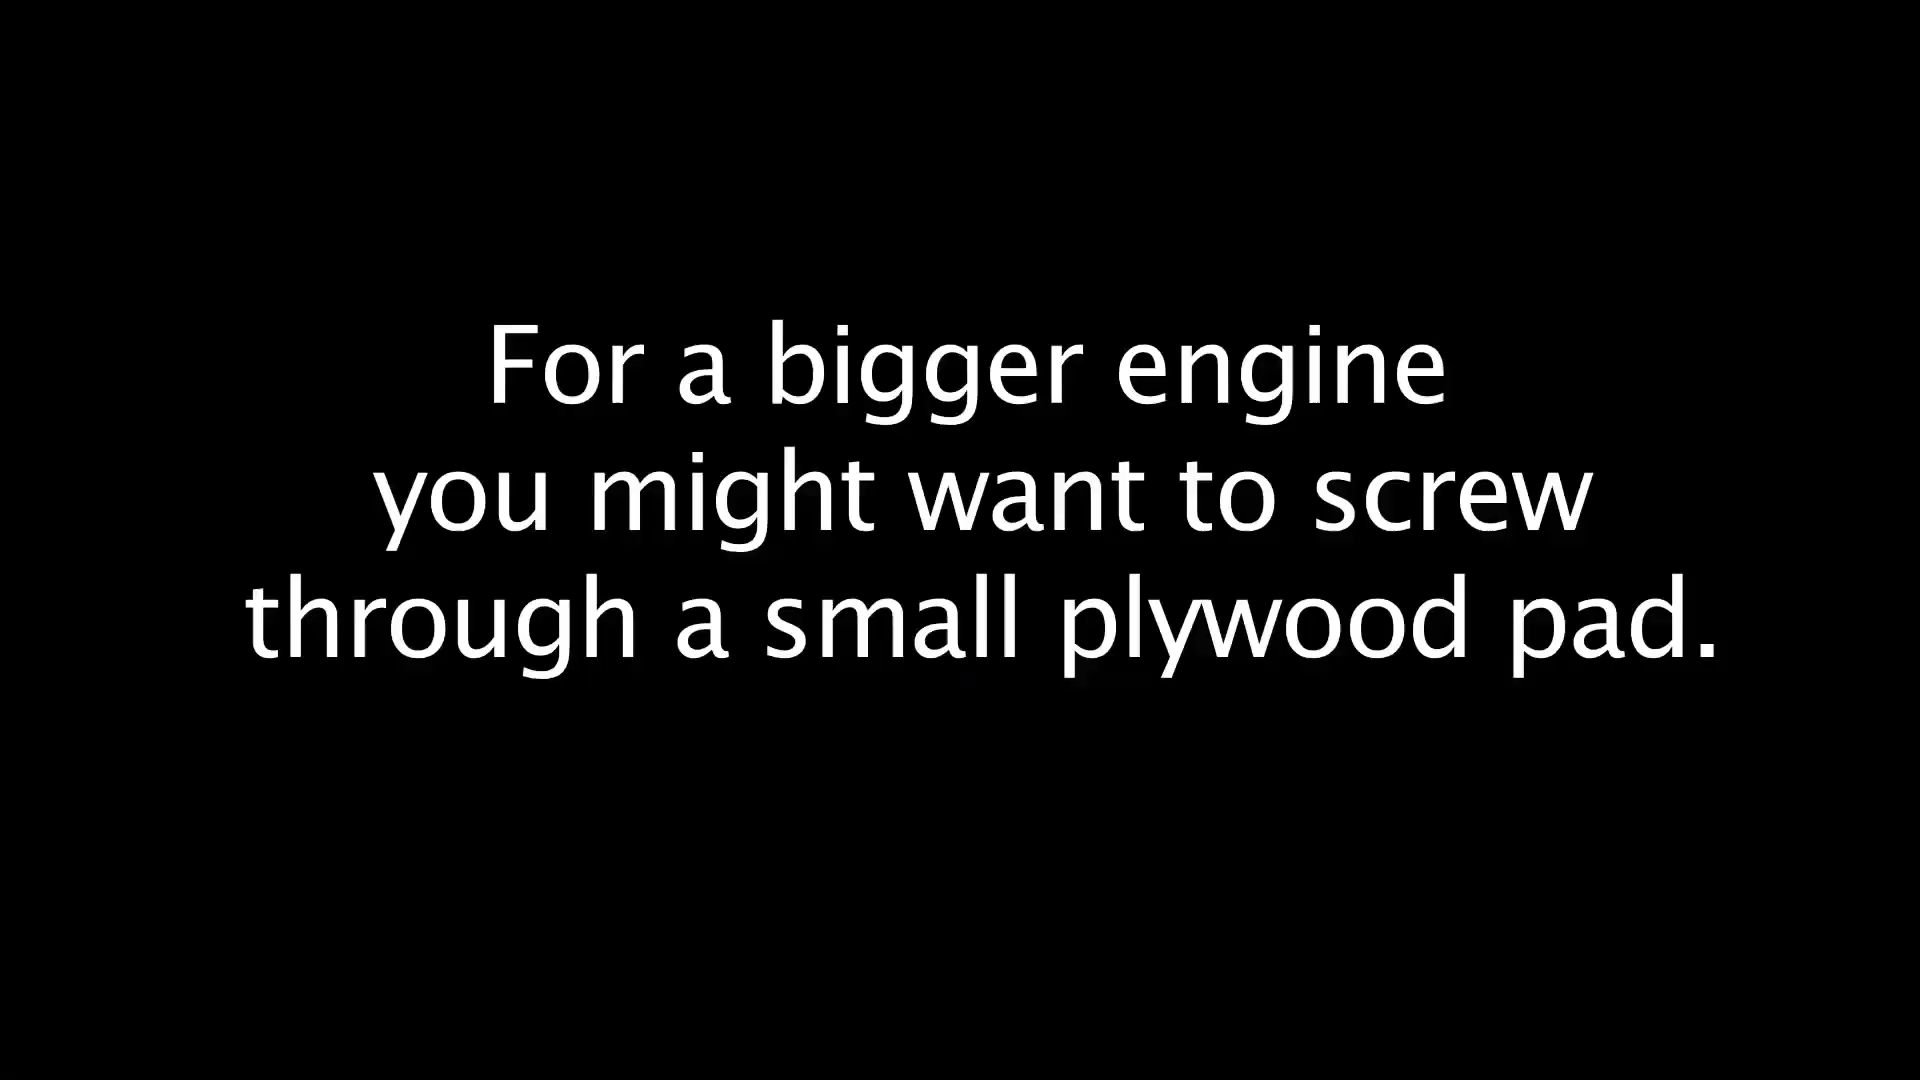 For a bigger engine
you might want to screw
through a small plywood pad.